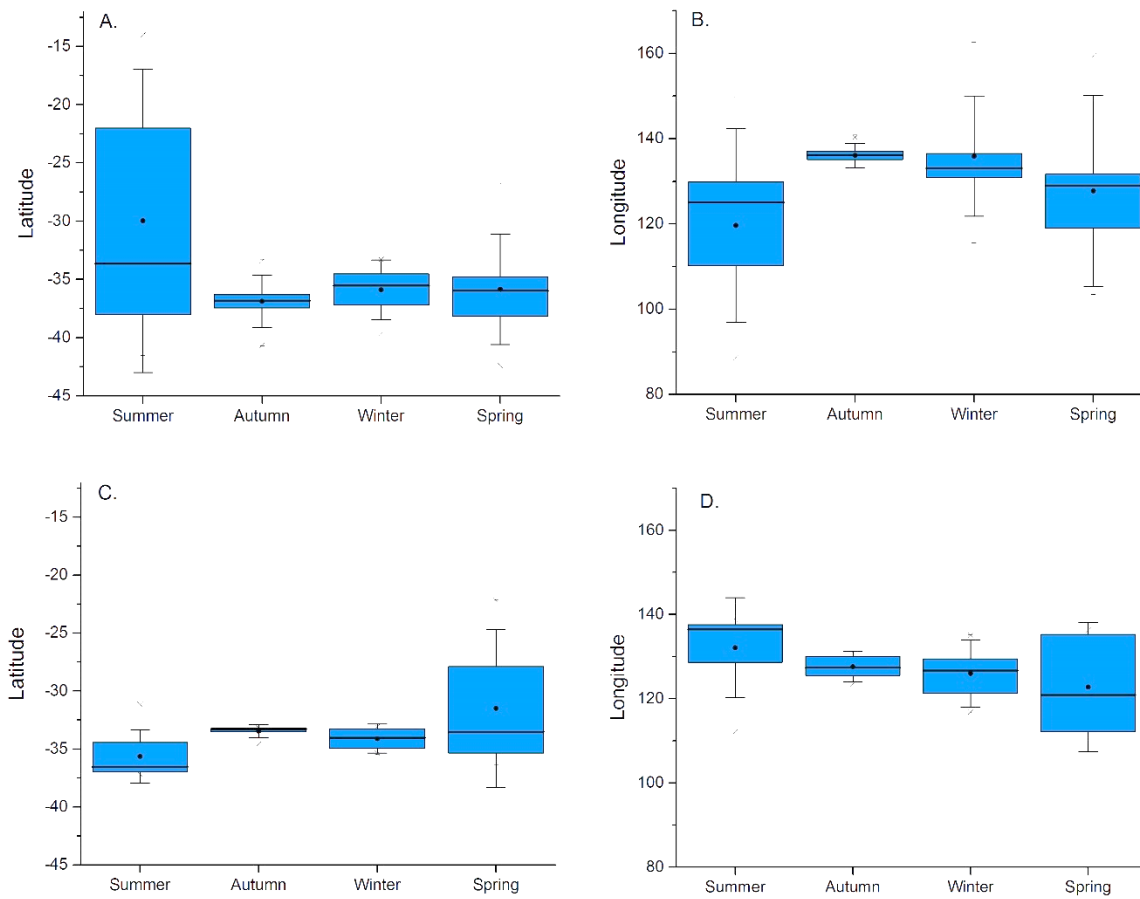 A.
Latitude
-15
-20
-25
-30
-35
-40
-45
Summer Autumn Winter Spring
B.
Longitude
160
140
120
100
80
Summer Autumn Winter Spring
C.
Latitude
-15
-20
-25
-30
-35
-40
-45
Summer Autumn Winter Spring
D.
Longitude
160
140
120
100
80
Summer Autumn Winter Spring